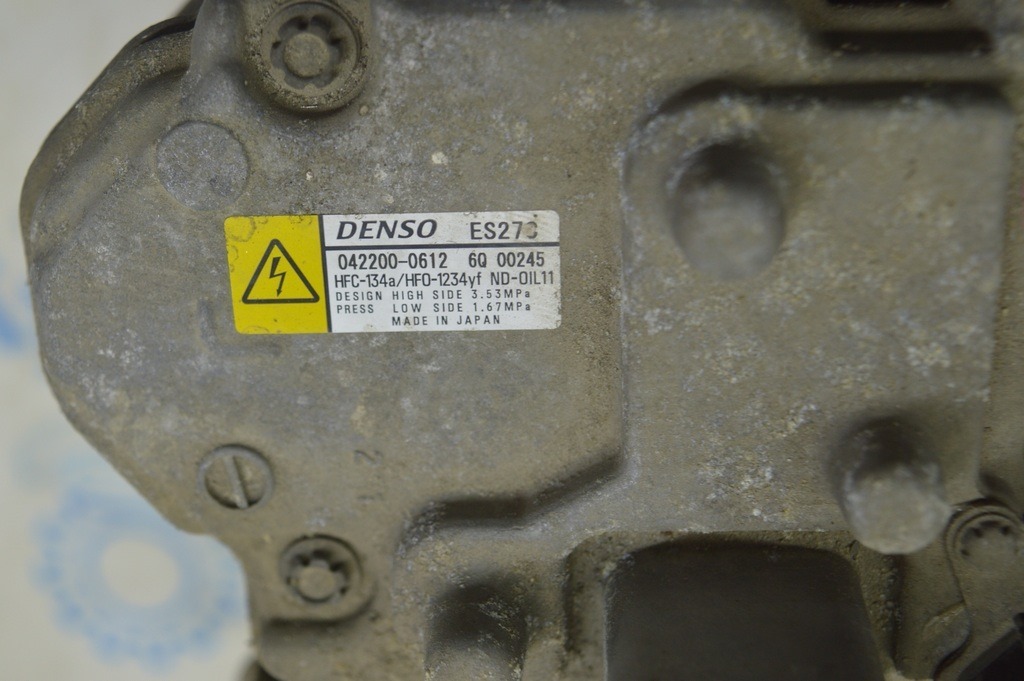 DENSO
042200-0612 6Q 00245
HFC-134a/HFO-1234yf ND-OIL11
DESIGN HIGH SIDE 3.53MPa
PRESS LOW SIDE 1.67MPa
MADE IN JAPAN